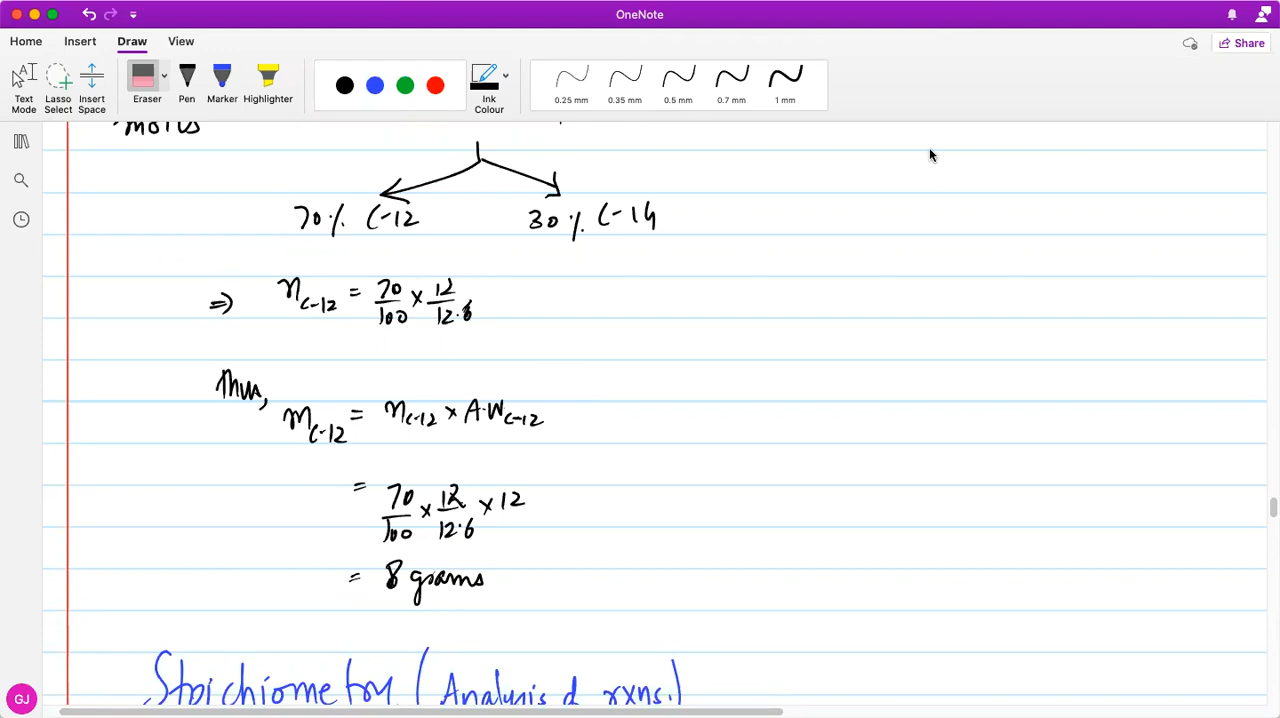 OneNote
Home Insert Draw View
Share
Text Mode
Lasso Select
Insert Space
Eraser
Pen
Marker
Highlighter
Ink Colour
0.25 mm
0.35 mm
0.5 mm
0.7 mm
1 mm
moles
70% C-12 30% C-14
⇒ n_C-12 = 70/100 × 12/12.6
Thus,
m_C-12 = n_C-12 × A.W_C-12
= 70/100 × 12/12.6 × 12
= 8 grams
Stoichiometry (Analysis of rxns.)
GJ